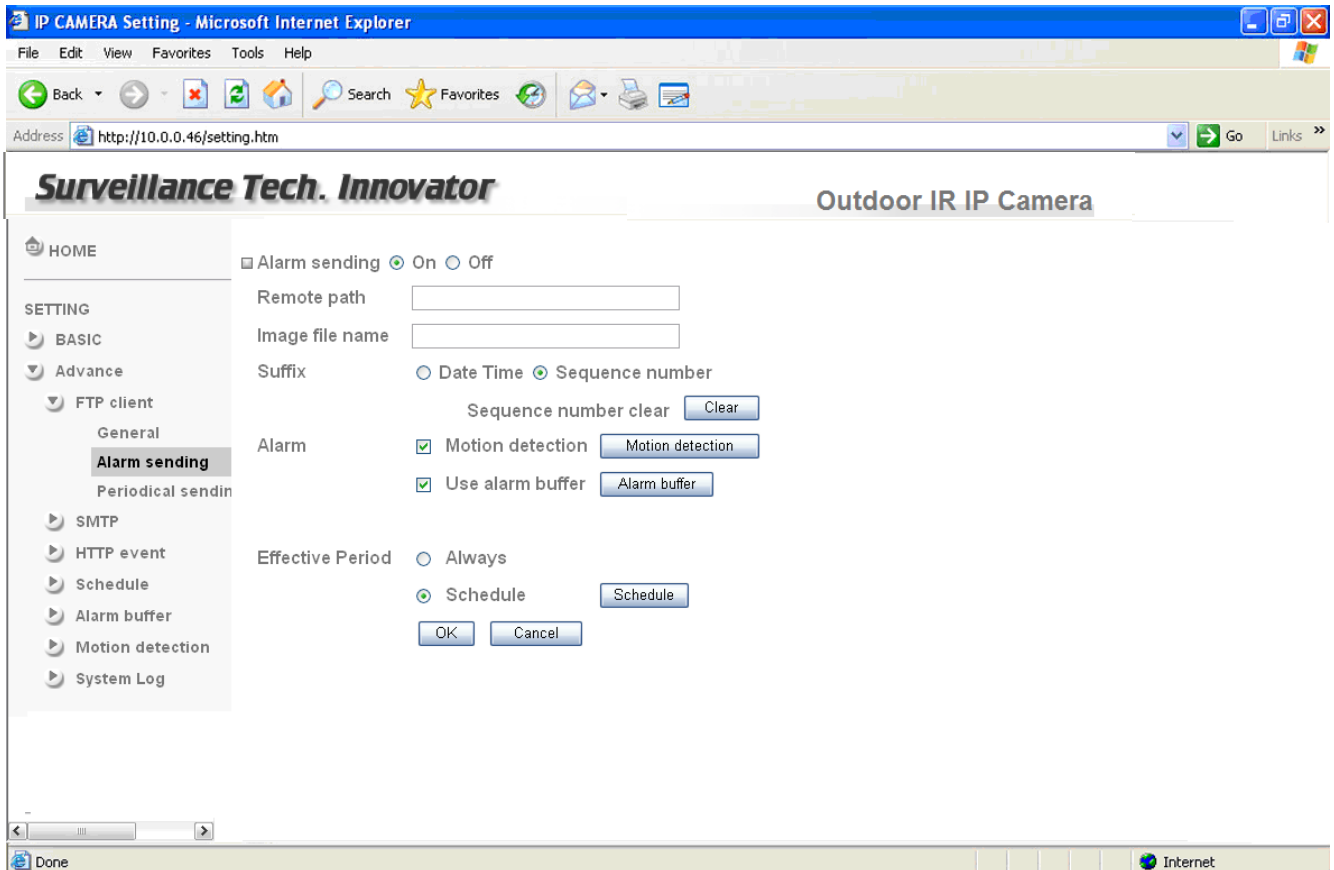 IP CAMERA Setting - Microsoft Internet Explorer
File Edit View Favorites Tools Help
Back Search Favorites
Address http://10.0.0.46/setting.htm Go Links »
Surveillance Tech. Innovator
Outdoor IR IP Camera
HOME
SETTING
BASIC
Advance
FTP client
General
Alarm sending
Periodical sendin
SMTP
HTTP event
Schedule
Alarm buffer
Motion detection
System Log
Alarm sending On Off
Remote path
Image file name
Suffix Date Time Sequence number
Sequence number clear Clear
Alarm Motion detection Motion detection
Use alarm buffer Alarm buffer
Effective Period Always
Schedule Schedule
OK Cancel
Done Internet